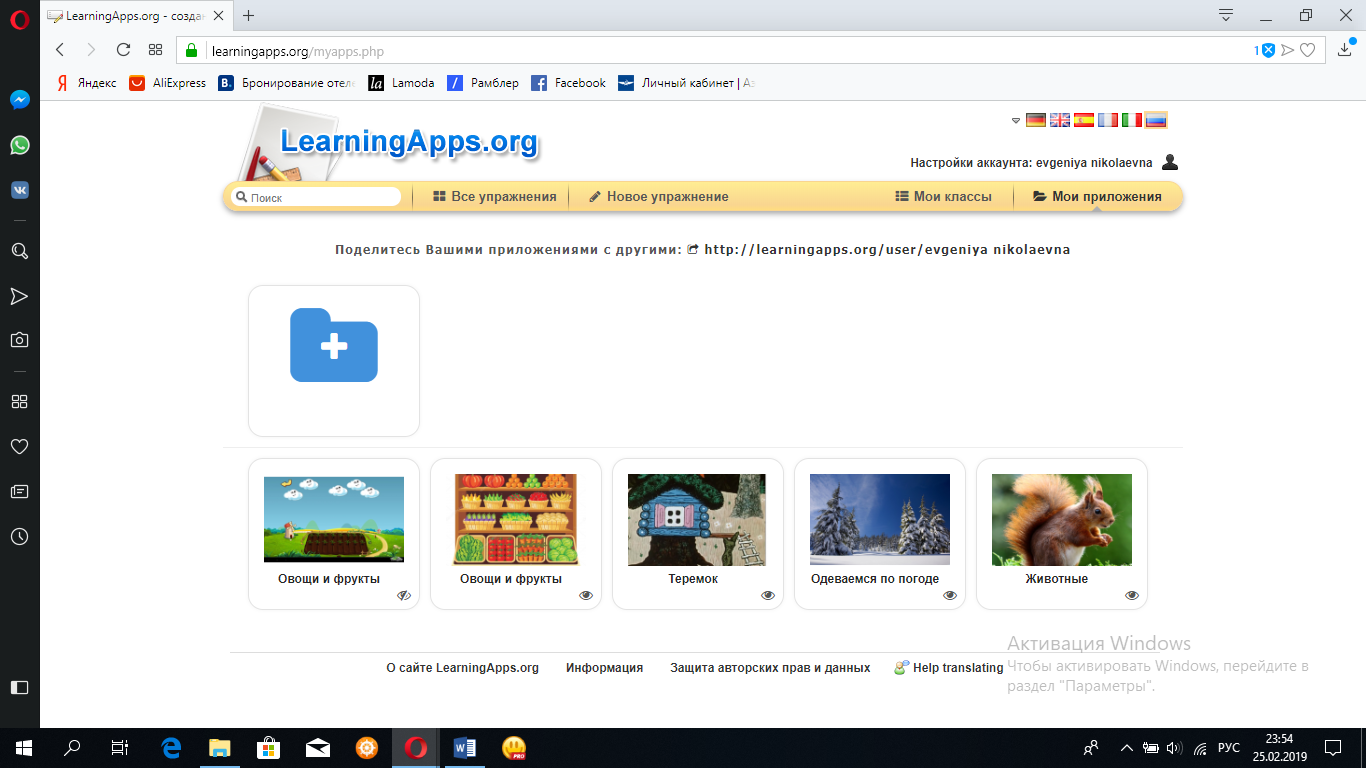 LearningApps.org - создан
learningapps.org/myapps.php
1
Яндекс AliExpress Бронирование отеле Lamoda Рамблер Facebook Личный кабинет | Аэ
LearningApps.org
Настройки аккаунта: evgeniya nikolaevna
Поиск Все упражнения Новое упражнение Мои классы Мои приложения
Поделитесь Вашими приложениями с другими: http://learningapps.org/user/evgeniya nikolaevna
Овощи и фрукты Овощи и фрукты Теремок Одеваемся по погоде Животные
О сайте LearningApps.org Информация Защита авторских прав и данных Help translating
Активация Windows
Чтобы активировать Windows, перейдите в
раздел "Параметры".
РУС
23:54
25.02.2019